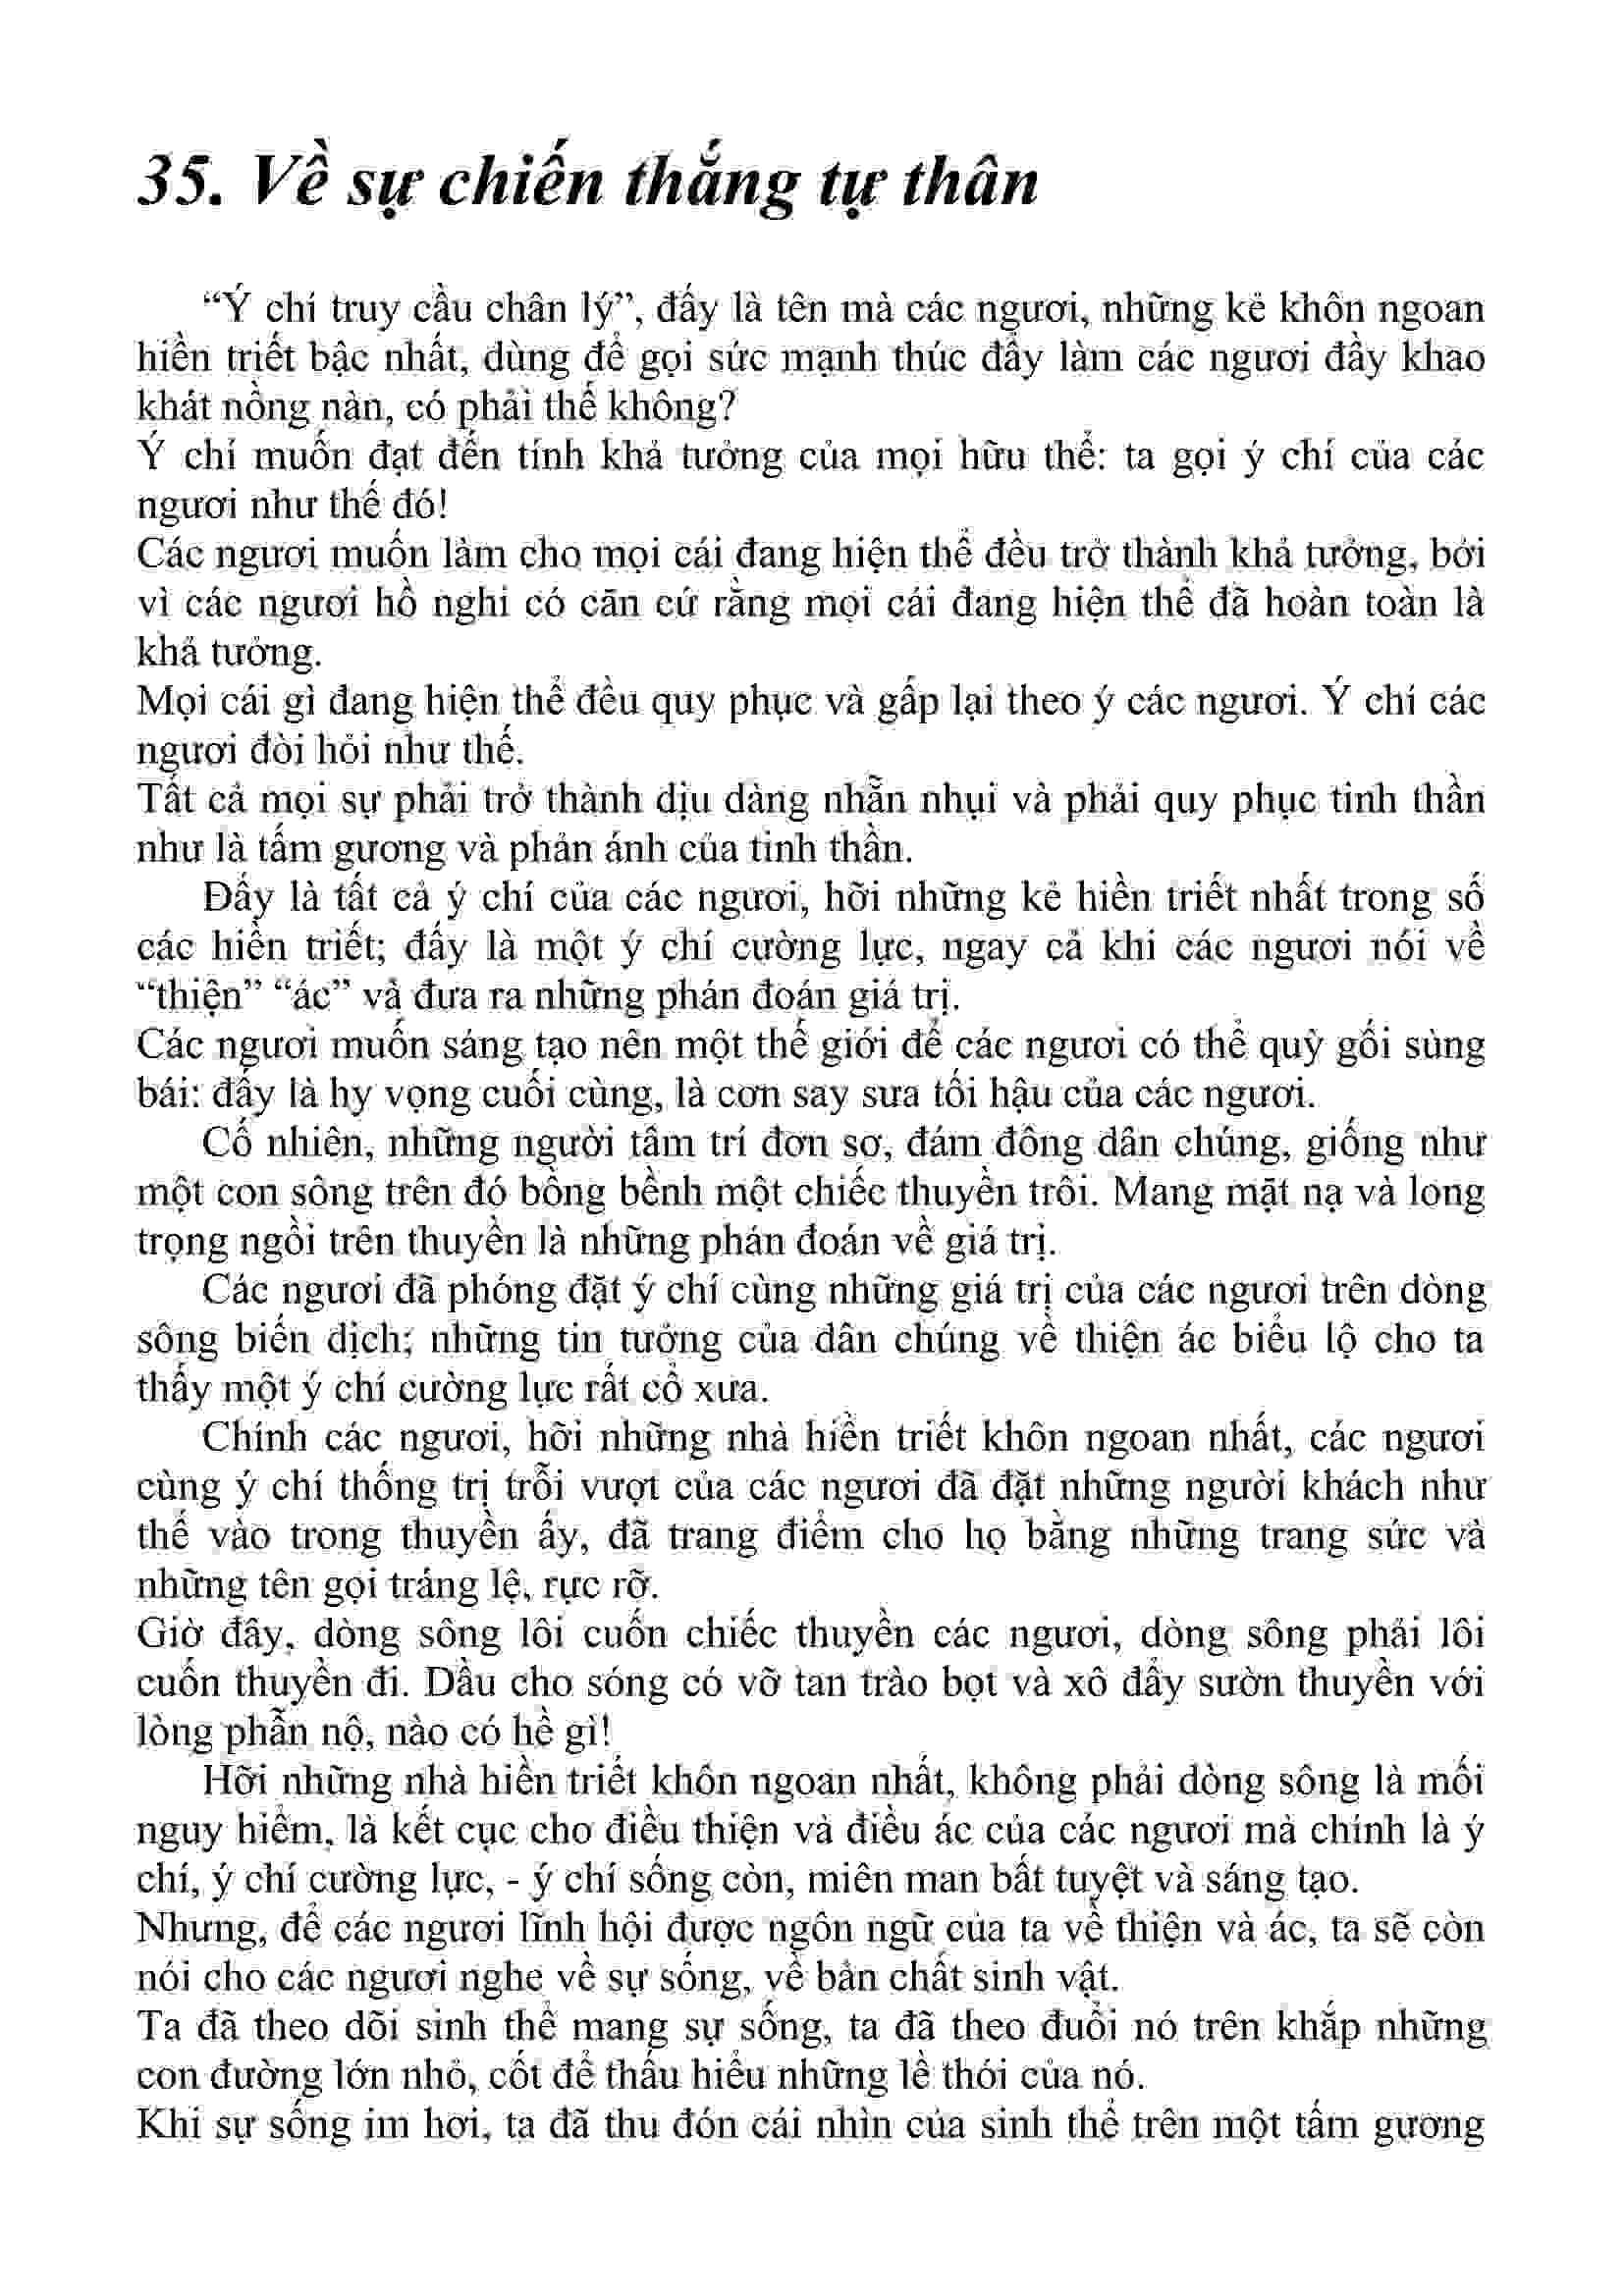 35. Về sự chiến thắng tự thân
“Ý chí truy cầu chân lý”, đấy là tên mà các ngươi, những kẻ khôn ngoan
hiền triết bậc nhất, dùng để gọi sức mạnh thúc đẩy làm các ngươi đầy khao
khát nồng nàn, có phải thế không?
Ý chí muốn đạt đến tính khả tưởng của mọi hữu thể: ta gọi ý chí của các
ngươi như thế đó!
Các ngươi muốn làm cho mọi cái đang hiện thể đều trở thành khả tưởng, bởi
vì các ngươi hồ nghi có căn cứ rằng mọi cái đang hiện thể đã hoàn toàn là
khả tưởng.
Mọi cái gì đang hiện thể đều quy phục và gấp lại theo ý các ngươi. Ý chí các
ngươi đòi hỏi như thế.
Tất cả mọi sự phải trở thành dịu dàng nhẵn nhụi và phải quy phục tinh thần
như là tấm gương và phản ánh của tinh thần.
Đấy là tất cả ý chí của các ngươi, hỡi những kẻ hiền triết nhất trong số
các hiền triết; đấy là một ý chí cường lực, ngay cả khi các ngươi nói về
“thiện” “ác” và đưa ra những phán đoán giá trị.
Các ngươi muốn sáng tạo nên một thế giới để các ngươi có thể quỳ gối sùng
bái: đấy là hy vọng cuối cùng, là cơn say sưa tối hậu của các ngươi.
Cố nhiên, những người tâm trí đơn sơ, đám đông dân chúng, giống như
một con sông trên đó bồng bềnh một chiếc thuyền trôi. Mang mặt nạ và long
trọng ngồi trên thuyền là những phán đoán về giá trị.
Các ngươi đã phóng đặt ý chí cùng những giá trị của các ngươi trên dòng
sông biến dịch; những tin tưởng của dân chúng về thiện ác biểu lộ cho ta
thấy một ý chí cường lực rất cổ xưa.
Chính các ngươi, hỡi những nhà hiền triết khôn ngoan nhất, các ngươi
cùng ý chí thống trị trỗi vượt của các ngươi đã đặt những người khách như
thế vào trong thuyền ấy, đã trang điểm cho họ bằng những trang sức và
những tên gọi tráng lệ, rực rỡ.
Giờ đây, dòng sông lôi cuốn chiếc thuyền các ngươi, dòng sông phải lôi
cuốn thuyền đi. Dầu cho sóng có vỡ tan trào bọt và xô đẩy sườn thuyền với
lòng phẫn nộ, nào có hề gì!
Hỡi những nhà hiền triết khôn ngoan nhất, không phải dòng sông là mối
nguy hiểm, là kết cục cho điều thiện và điều ác của các ngươi mà chính là ý
chí, ý chí cường lực, - ý chí sống còn, miên man bất tuyệt và sáng tạo.
Nhưng, để các ngươi lĩnh hội được ngôn ngữ của ta về thiện và ác, ta sẽ còn
nói cho các ngươi nghe về sự sống, về bản chất sinh vật.
Ta đã theo dõi sinh thể mang sự sống, ta đã theo đuổi nó trên khắp những
con đường lớn nhỏ, cốt để thấu hiểu những lề thói của nó.
Khi sự sống im hơi, ta đã thu đón cái nhìn của sinh thể trên một tấm gương